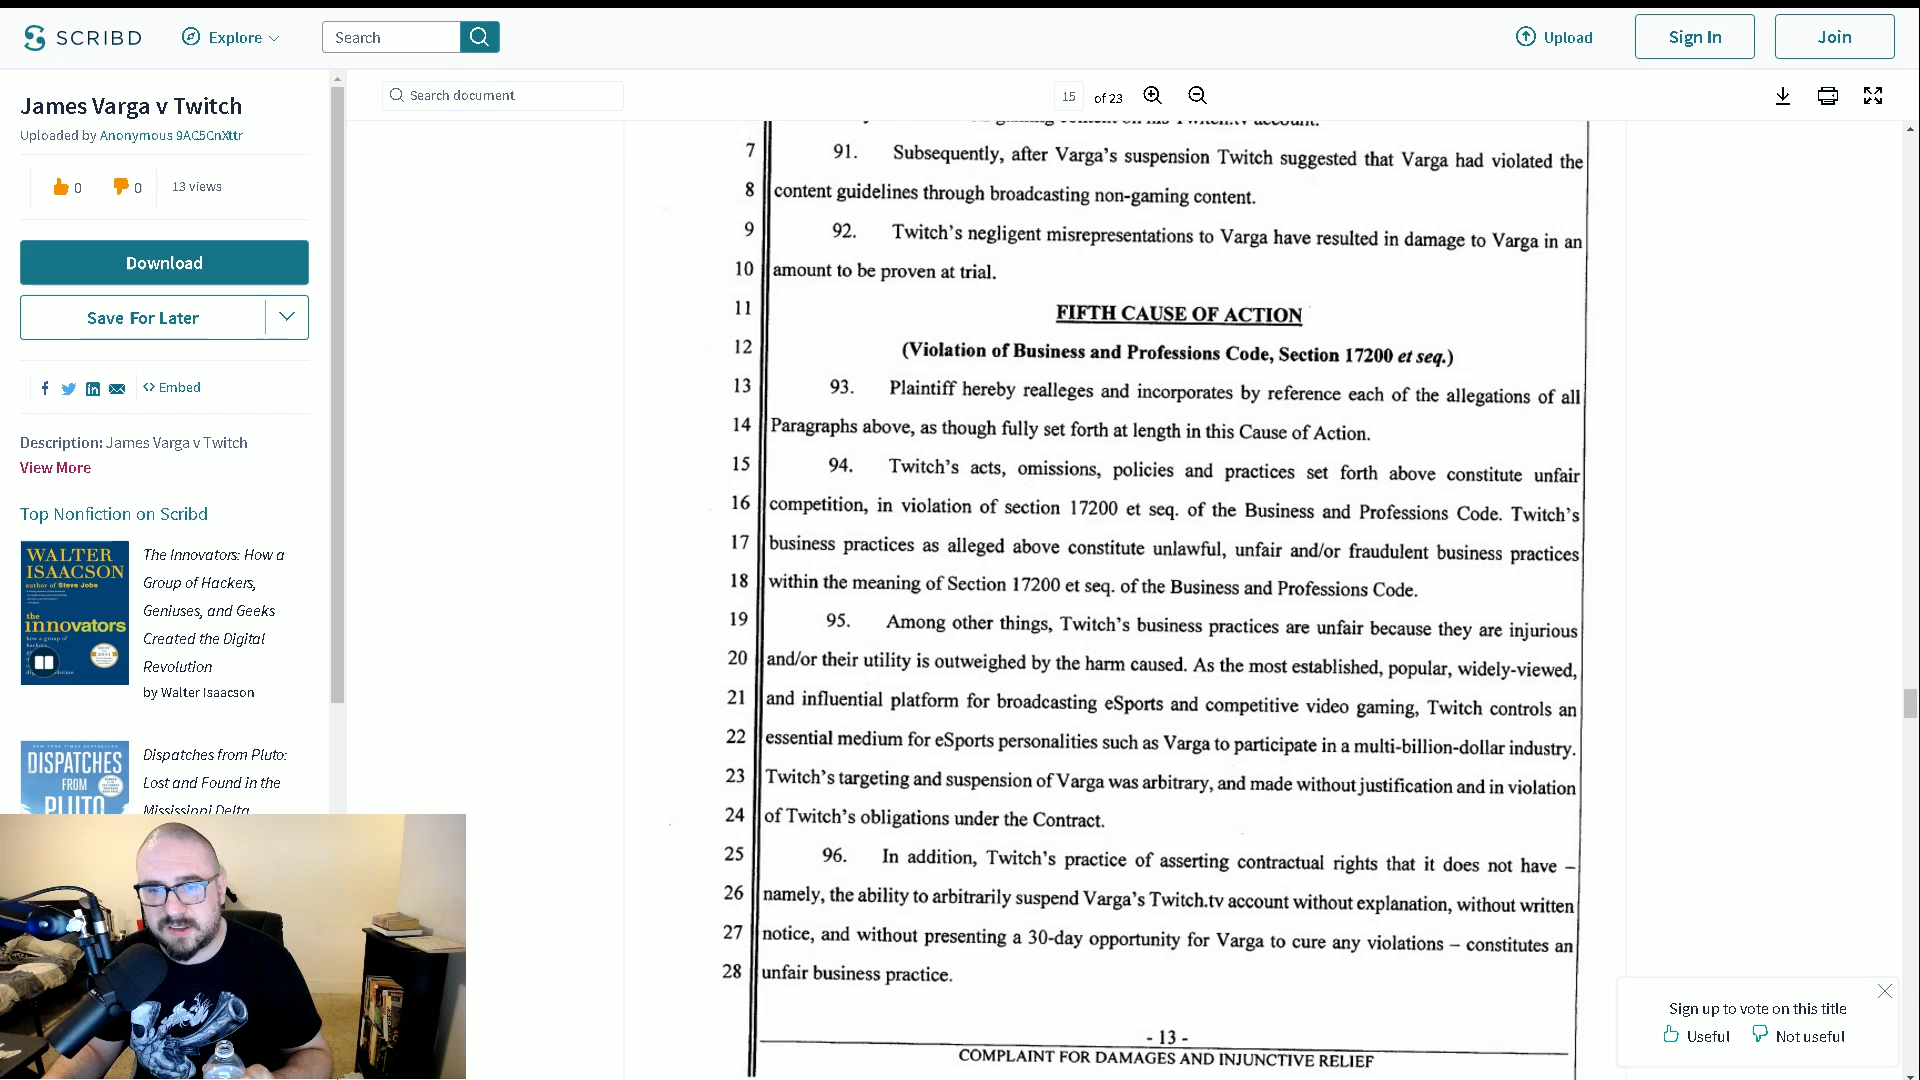 SCRIBD
Explore
Search
Upload
Sign In
Join
James Varga v Twitch
Uploaded by Anonymous 9AC5CnXttr
0
0
13 views
Download
Save For Later
Embed
Description: James Varga v Twitch
View More
Top Nonfiction on Scribd
WALTER
ISAACSON
author of Steve Jobs
the
innovators
The Innovators: How a
Group of Hackers,
Geniuses, and Geeks
Created the Digital
Revolution
by Walter Isaacson
NEW YORK TIMES BESTSELLER
DISPATCHES
FROM
PLUTO
Dispatches from Pluto:
Lost and Found in the
Mississippi Delta
Search document
15 of 23
gaming content on his Twitch.tv account.
7 91. Subsequently, after Varga's suspension Twitch suggested that Varga had violated the
8 content guidelines through broadcasting non-gaming content.
9 92. Twitch's negligent misrepresentations to Varga have resulted in damage to Varga in an
10 amount to be proven at trial.
11 FIFTH CAUSE OF ACTION
12 (Violation of Business and Professions Code, Section 17200 et seq.)
13 93. Plaintiff hereby realleges and incorporates by reference each of the allegations of all
14 Paragraphs above, as though fully set forth at length in this Cause of Action.
15 94. Twitch's acts, omissions, policies and practices set forth above constitute unfair
16 competition, in violation of section 17200 et seq. of the Business and Professions Code. Twitch's
17 business practices as alleged above constitute unlawful, unfair and/or fraudulent business practices
18 within the meaning of Section 17200 et seq. of the Business and Professions Code.
19 95. Among other things, Twitch's business practices are unfair because they are injurious
20 and/or their utility is outweighed by the harm caused. As the most established, popular, widely-viewed,
21 and influential platform for broadcasting eSports and competitive video gaming, Twitch controls an
22 essential medium for eSports personalities such as Varga to participate in a multi-billion-dollar industry.
23 Twitch's targeting and suspension of Varga was arbitrary, and made without justification and in violation
24 of Twitch's obligations under the Contract.
25 96. In addition, Twitch's practice of asserting contractual rights that it does not have –
26 namely, the ability to arbitrarily suspend Varga's Twitch.tv account without explanation, without written
27 notice, and without presenting a 30-day opportunity for Varga to cure any violations – constitutes an
28 unfair business practice.
- 13 -
COMPLAINT FOR DAMAGES AND INJUNCTIVE RELIEF
Sign up to vote on this title
Useful Not useful